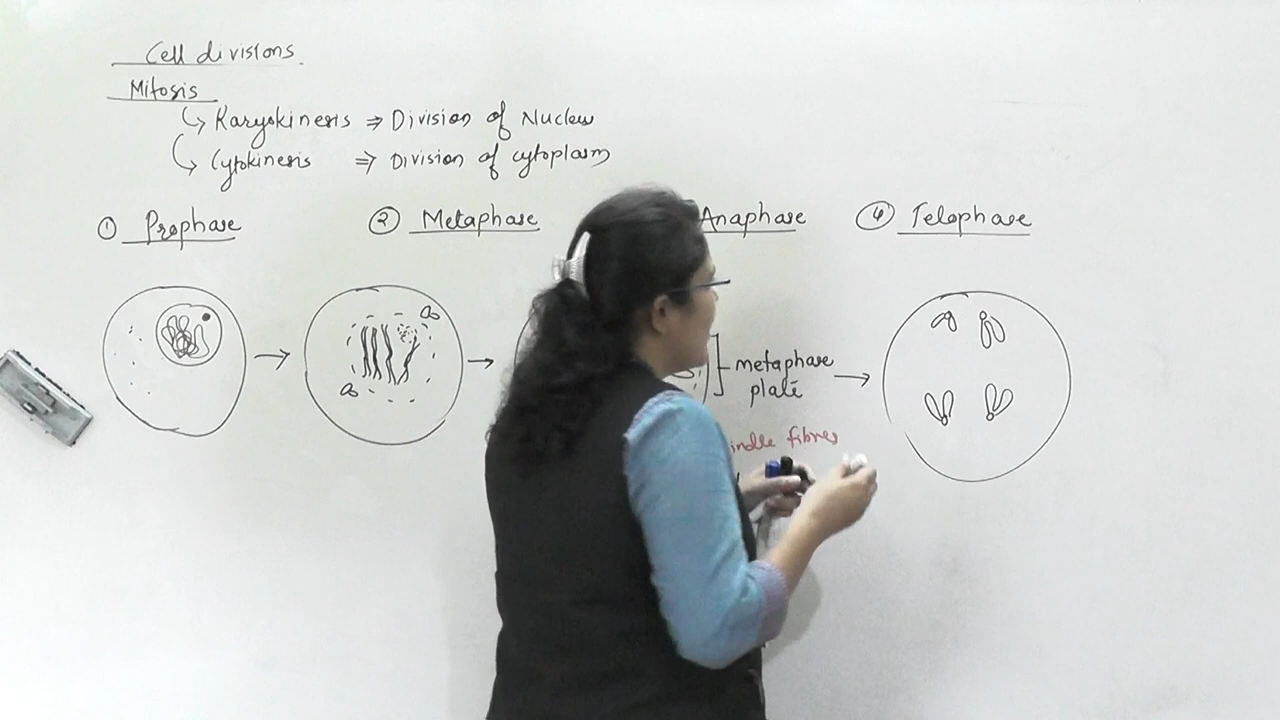 Cell divisions.
Mitosis
↳ Karyokinesis ⇒ Division of Nucleus
↳ Cytokinesis ⇒ Division of cytoplasm
① Prophase
② Metaphase
Anaphase
④ Telophase
metaphase
plate
fibres